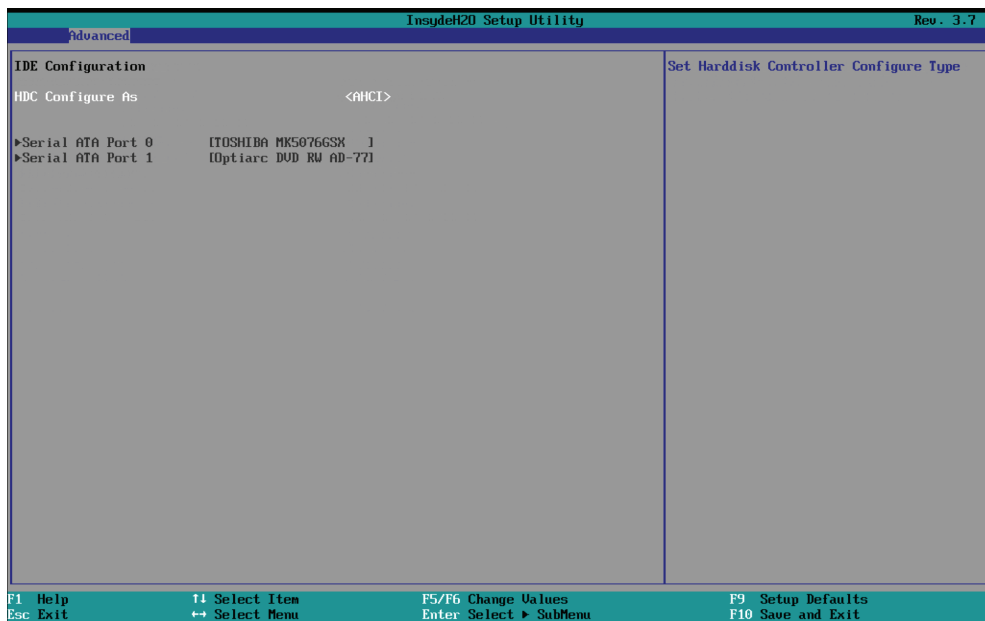 InsydeH2O Setup Utility Rev. 3.7
Advanced
IDE Configuration
Set Harddisk Controller Configure Type
HDC Configure As <AHCI>
▶Serial ATA Port 0 [TOSHIBA MK5076GSX ]
▶Serial ATA Port 1 [Optiarc DVD RW AD-77]
F1 Help ↑↓ Select Item F5/F6 Change Values F9 Setup Defaults
Esc Exit ←→ Select Menu Enter Select ▶ SubMenu F10 Save and Exit